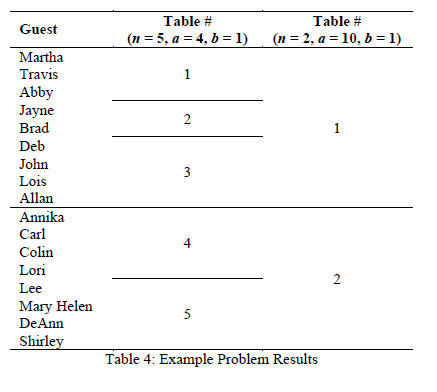 Guest Table # Table #
(n = 5, a = 4, b = 1) (n = 2, a = 10, b = 1)
Martha
Travis 1
Abby
Jayne 2
Brad 1
Deb
John
Lois 3
Allan
Annika
Carl 4
Colin
Lori
Lee 2
Mary Helen
DeAnn 5
Shirley
Table 4: Example Problem Results